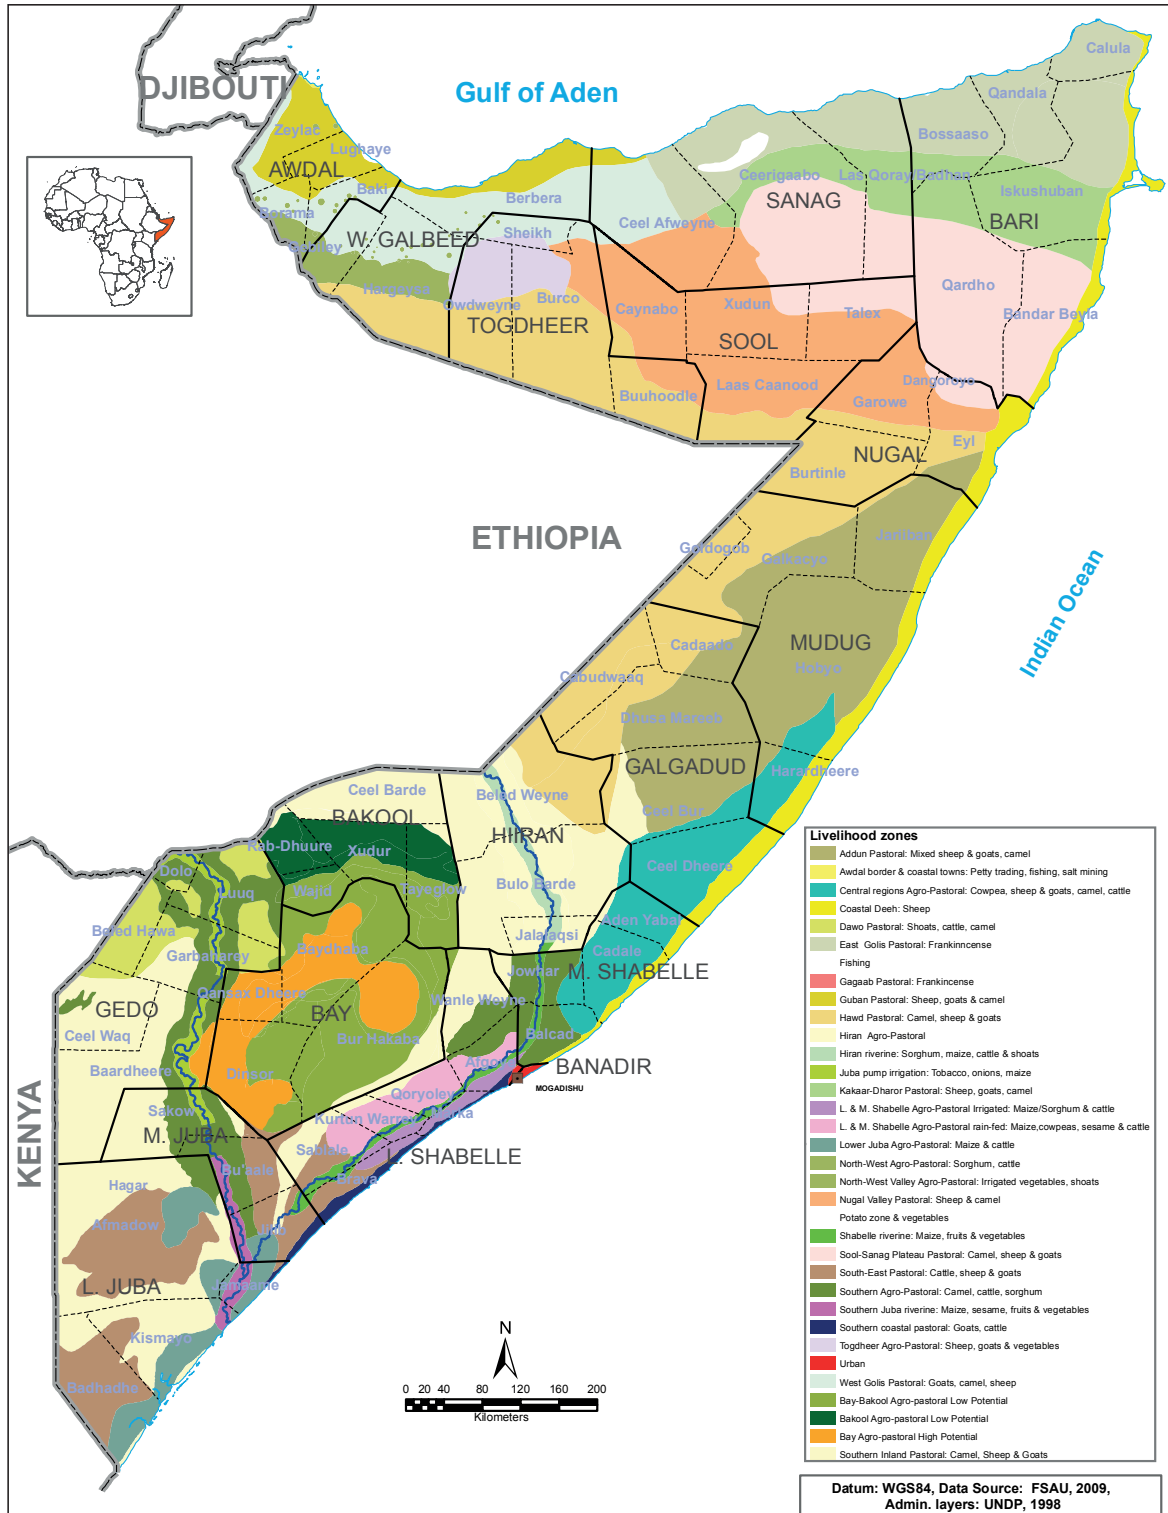 DJIBOUTI
Gulf of Aden
Calula
Qandala
Bossaaso
Zeylac
Lughaye
AWDAL
Baki
Borama
Berbera
Ceerigaabo
Las Qoray/Badhan
SANAG
Iskushuban
BARI
Ceel Afweyne
Sheikh
W. GALBEED
Gebiley
Hargaysa
Owdweyne
Burco
TOGDHEER
Caynabo
Xudun
Talex
SOOL
Qardho
Bandar Beyla
Laas Caanood
Dangoroyo
Garowe
Buuhoodle
Eyl
NUGAL
Burtinle
ETHIOPIA
Goldogob
Galkacyo
Jariiban
Indian Ocean
MUDUG
Hobyo
Cadaado
Cabudwaaq
Dhusa Mareeb
GALGADUD
Harardheere
Ceel Bur
Ceel Dheere
Ceel Barde
BAKOOL
Beled Weyne
HIIRAN
Rab-Dhuure
Xudur
Wajid
Tayeglow
Bulo Barde
Dolo
Luuq
Beled Hawa
Garbaharey
Baydhaba
Jalalaqsi
Aden Yabal
Cadale
M. SHABELLE
Jowhar
Qansax Dheere
Wanle Weyne
GEDO
BAY
Ceel Waq
Bur Hakaba
Balcad
Baardheere
Dinsor
Afgoi
BANADIR
MOGADISHU
Qoryoley
Marka
Sakow
M. JUBA
Kurtun Warrey
Sablale
L. SHABELLE
KENYA
Bu'aale
Brava
Hagar
Afmadow
Jilib
L. JUBA
Jamaame
Kismayo
Badhadhe
N
0 20 40 80 120 160 200
Kilometers
Livelihood zones
Addun Pastoral: Mixed sheep & goats, camel
Awdal border & coastal towns: Petty trading, fishing, salt mining
Central regions Agro-Pastoral: Cowpea, sheep & goats, camel, cattle
Coastal Deeh: Sheep
Dawo Pastoral: Shoats, cattle, camel
East Golis Pastoral: Frankinncense
Fishing
Gagaab Pastoral: Frankincense
Guban Pastoral: Sheep, goats & camel
Hawd Pastoral: Camel, sheep & goats
Hiran Agro-Pastoral
Hiran riverine: Sorghum, maize, cattle & shoats
Juba pump irrigation: Tobacco, onions, maize
Kakaar-Dharor Pastoral: Sheep, goats, camel
L. & M. Shabelle Agro-Pastoral Irrigated: Maize/Sorghum & cattle
L. & M. Shabelle Agro-Pastoral rain-fed: Maize,cowpeas, sesame & cattle
Lower Juba Agro-Pastoral: Maize & cattle
North-West Agro-Pastoral: Sorghum, cattle
North-West Valley Agro-Pastoral: Irrigated vegetables, shoats
Nugal Valley Pastoral: Sheep & camel
Potato zone & vegetables
Shabelle riverine: Maize, fruits & vegetables
Sool-Sanag Plateau Pastoral: Camel, sheep & goats
South-East Pastoral: Cattle, sheep & goats
Southern Agro-Pastoral: Camel, cattle, sorghum
Southern Juba riverine: Maize, sesame, fruits & vegetables
Southern coastal pastoral: Goats, cattle
Togdheer Agro-Pastoral: Sheep, goats & vegetables
Urban
West Golis Pastoral: Goats, camel, sheep
Bay-Bakool Agro-pastoral Low Potential
Bakool Agro-pastoral Low Potential
Bay Agro-pastoral High Potential
Southern Inland Pastoral: Camel, Sheep & Goats
Datum: WGS84, Data Source: FSAU, 2009,
Admin. layers: UNDP, 1998